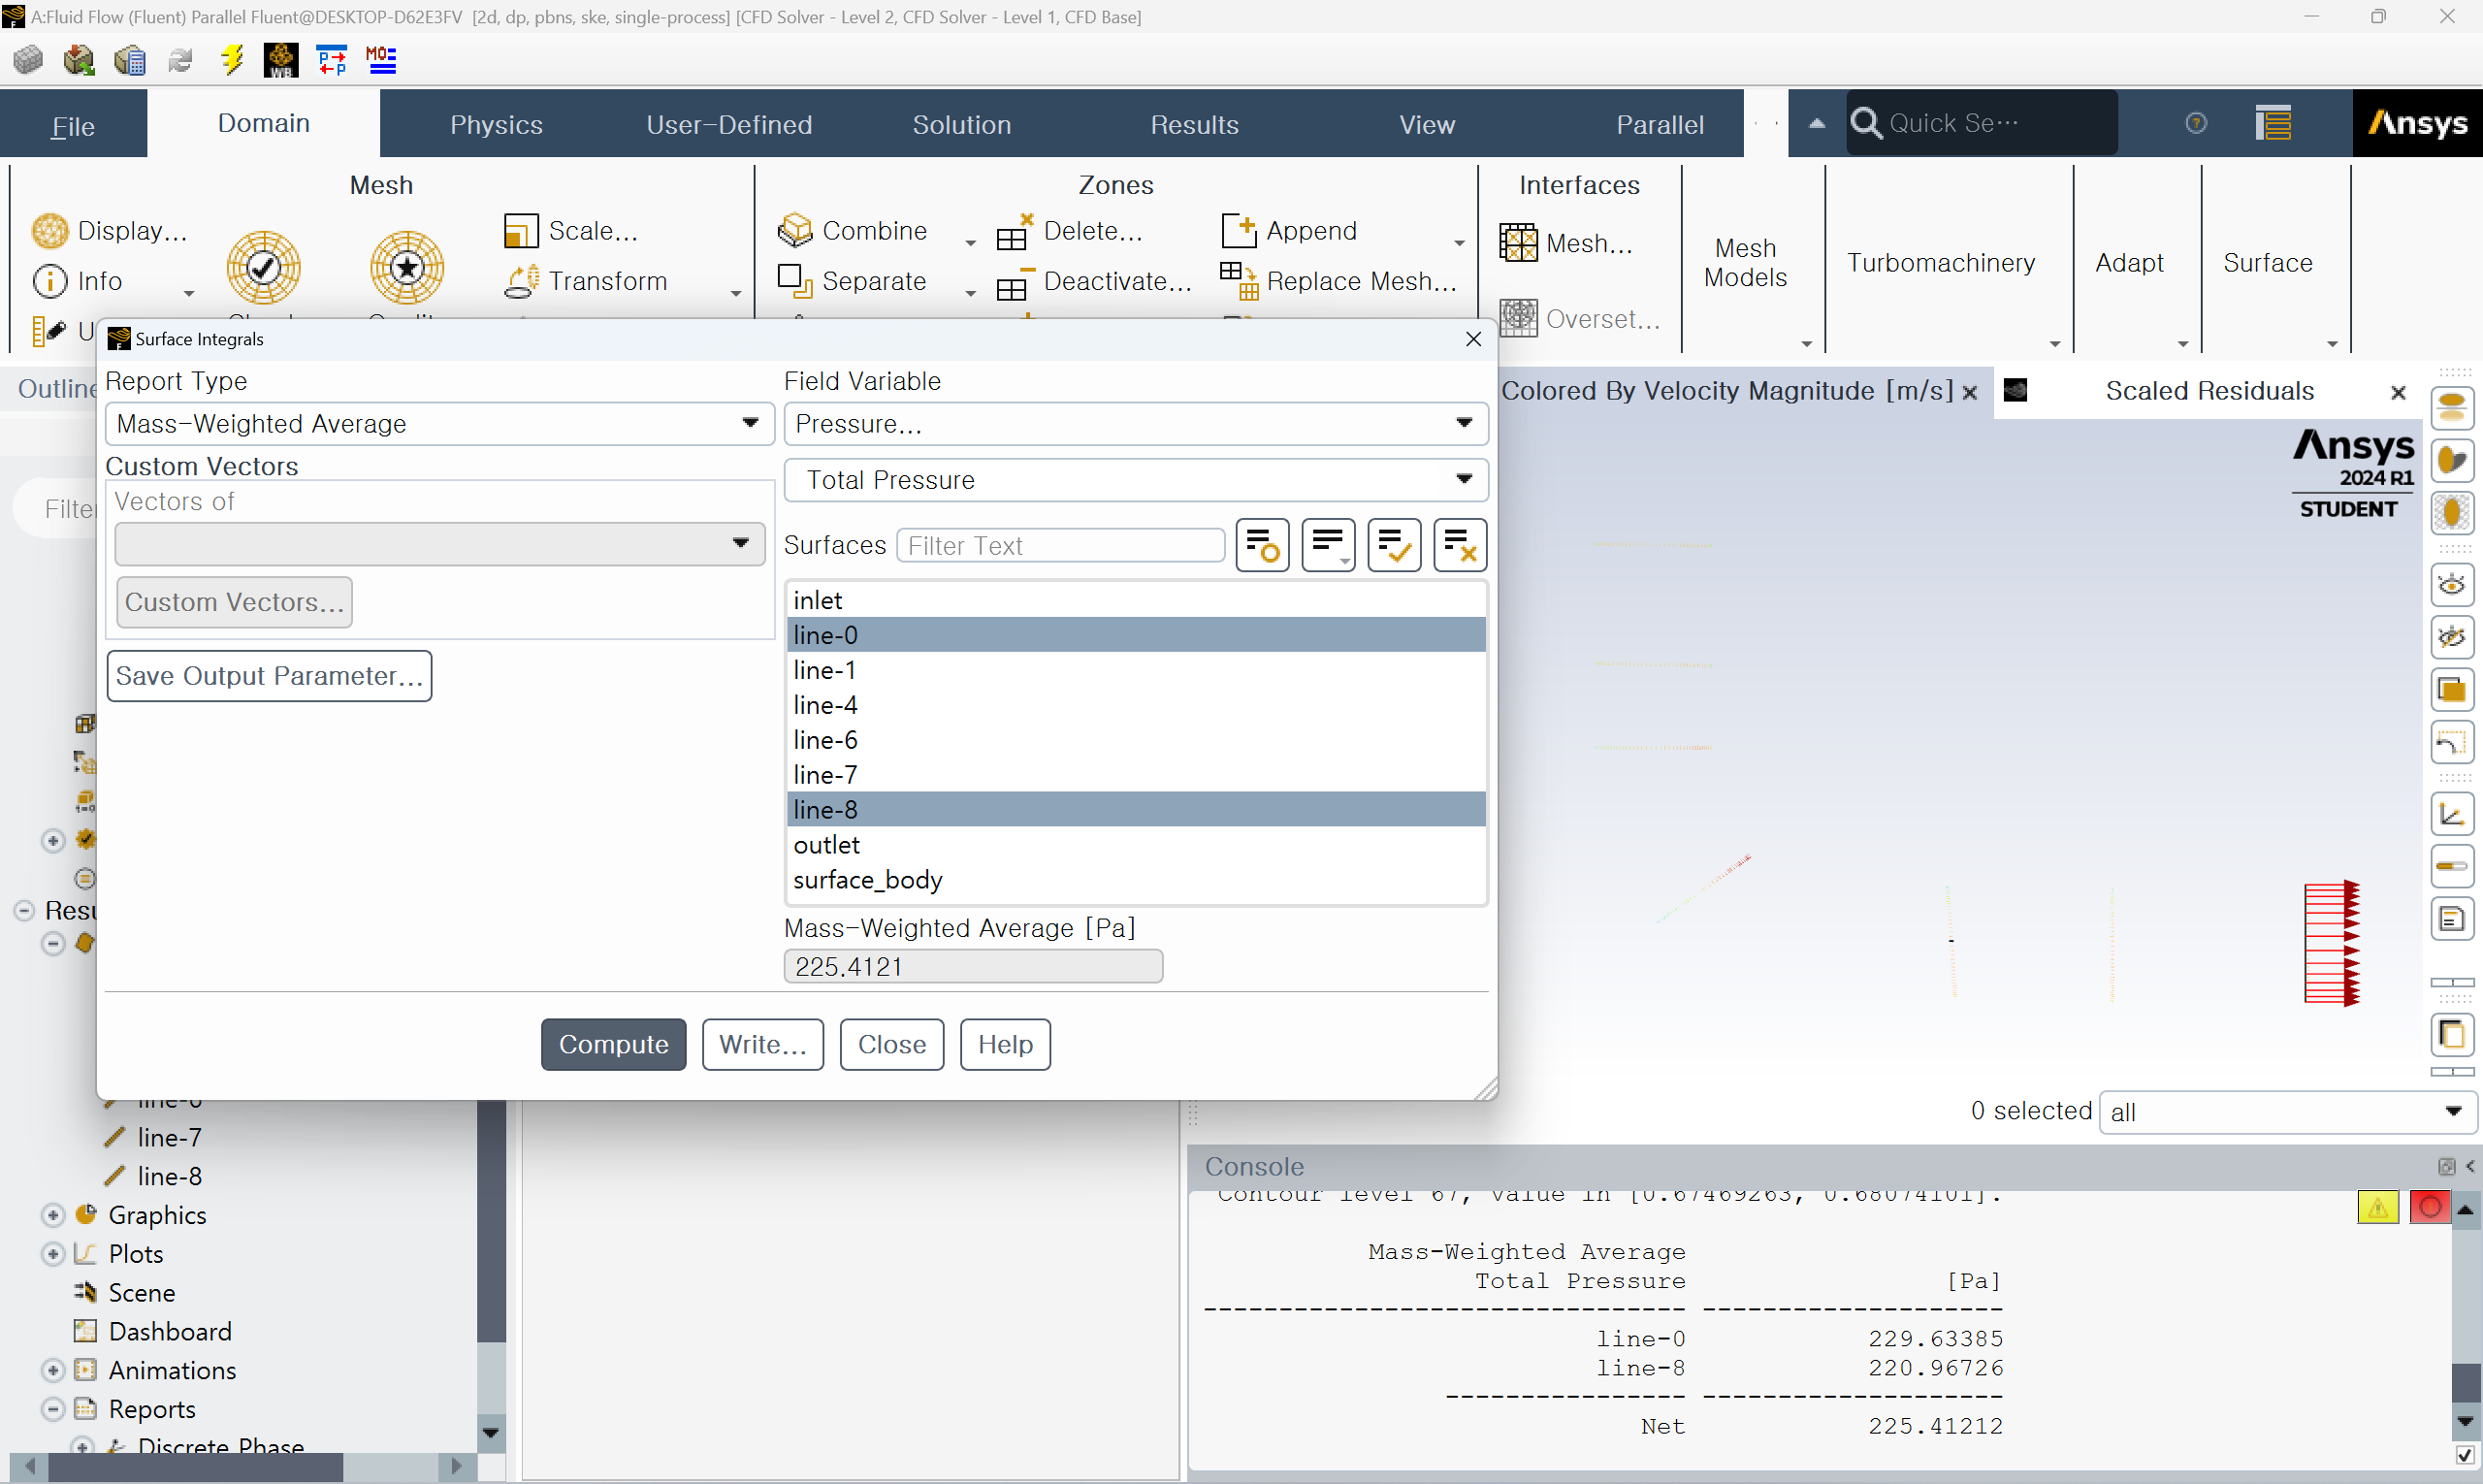 A:Fluid Flow (Fluent) Parallel Fluent@DESKTOP-D62E3FV [2d, dp, pbns, ske, single-process] [CFD Solver - Level 2, CFD Solver - Level 1, CFD Base]
WB
P P
MO=
File
Domain
Physics
User-Defined
Solution
Results
View
Parallel
Quick Se...
Ansys
Mesh
Display...
Info
Scale...
Transform
Zones
Combine
Delete...
Append
Separate
Deactivate...
Replace Mesh...
Interfaces
Mesh...
Overset...
Mesh
Models
Turbomachinery
Adapt
Surface
U
Surface Integrals
Report Type
Mass-Weighted Average
Custom Vectors
Vectors of
Custom Vectors...
Save Output Parameter...
Field Variable
Pressure...
Total Pressure
Surfaces
Filter Text
inlet
line-0
line-1
line-4
line-6
line-7
line-8
outlet
surface_body
Mass-Weighted Average [Pa]
225.4121
Compute
Write...
Close
Help
Outline
Filter
Resu
line-6
line-7
line-8
Graphics
Plots
Scene
Dashboard
Animations
Reports
Discrete Phase
Colored By Velocity Magnitude [m/s]
Scaled Residuals
Ansys
2024 R1
STUDENT
0 selected
all
Console
Contour level 67, value in [0.67469263, 0.68074101].
Mass-Weighted Average
Total Pressure [Pa]
-------------------------------- --------------------
line-0 229.63385
line-8 220.96726
---------------- --------------------
Net 225.41212